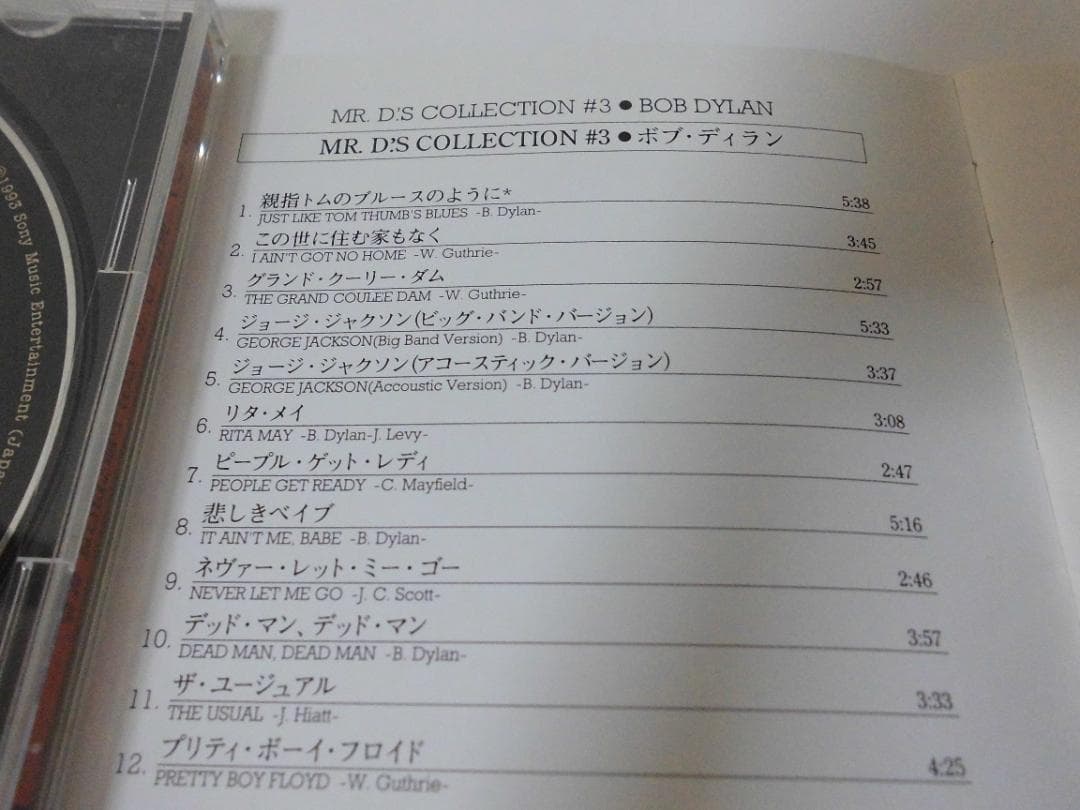 MR. D.'S COLLECTION #3 ● BOB DYLAN
MR. D.'S COLLECTION #3 ● ボブ・ディラン
1. 親指トムのブルースのように* 5:38
JUST LIKE TOM THUMB'S BLUES -B. Dylan-
2. この世に住む家もなく 3:45
I AIN'T GOT NO HOME -W. Guthrie-
3. グランド・クーリー・ダム 2:57
THE GRAND COULEE DAM -W. Guthrie-
4. ジョージ・ジャクソン(ビッグ・バンド・バージョン) 5:33
GEORGE JACKSON(Big Band Version) -B. Dylan-
5. ジョージ・ジャクソン(アコースティック・バージョン) 3:37
GEORGE JACKSON(Accoustic Version) -B. Dylan-
6. リタ・メイ 3:08
RITA MAY -B. Dylan-J. Levy-
7. ピープル・ゲット・レディ 2:47
PEOPLE GET READY -C. Mayfield-
8. 悲しきベイブ 5:16
IT AIN'T ME, BABE -B. Dylan-
9. ネヴァー・レット・ミー・ゴー 2:46
NEVER LET ME GO -J. C. Scott-
10. デッド・マン、デッド・マン 3:57
DEAD MAN, DEAD MAN -B. Dylan-
11. ザ・ユージュアル 3:33
THE USUAL -J. Hiatt-
12. プリティ・ボーイ・フロイド 4:25
PRETTY BOY FLOYD -W. Guthrie-
℗1993 Sony Music Entertainment